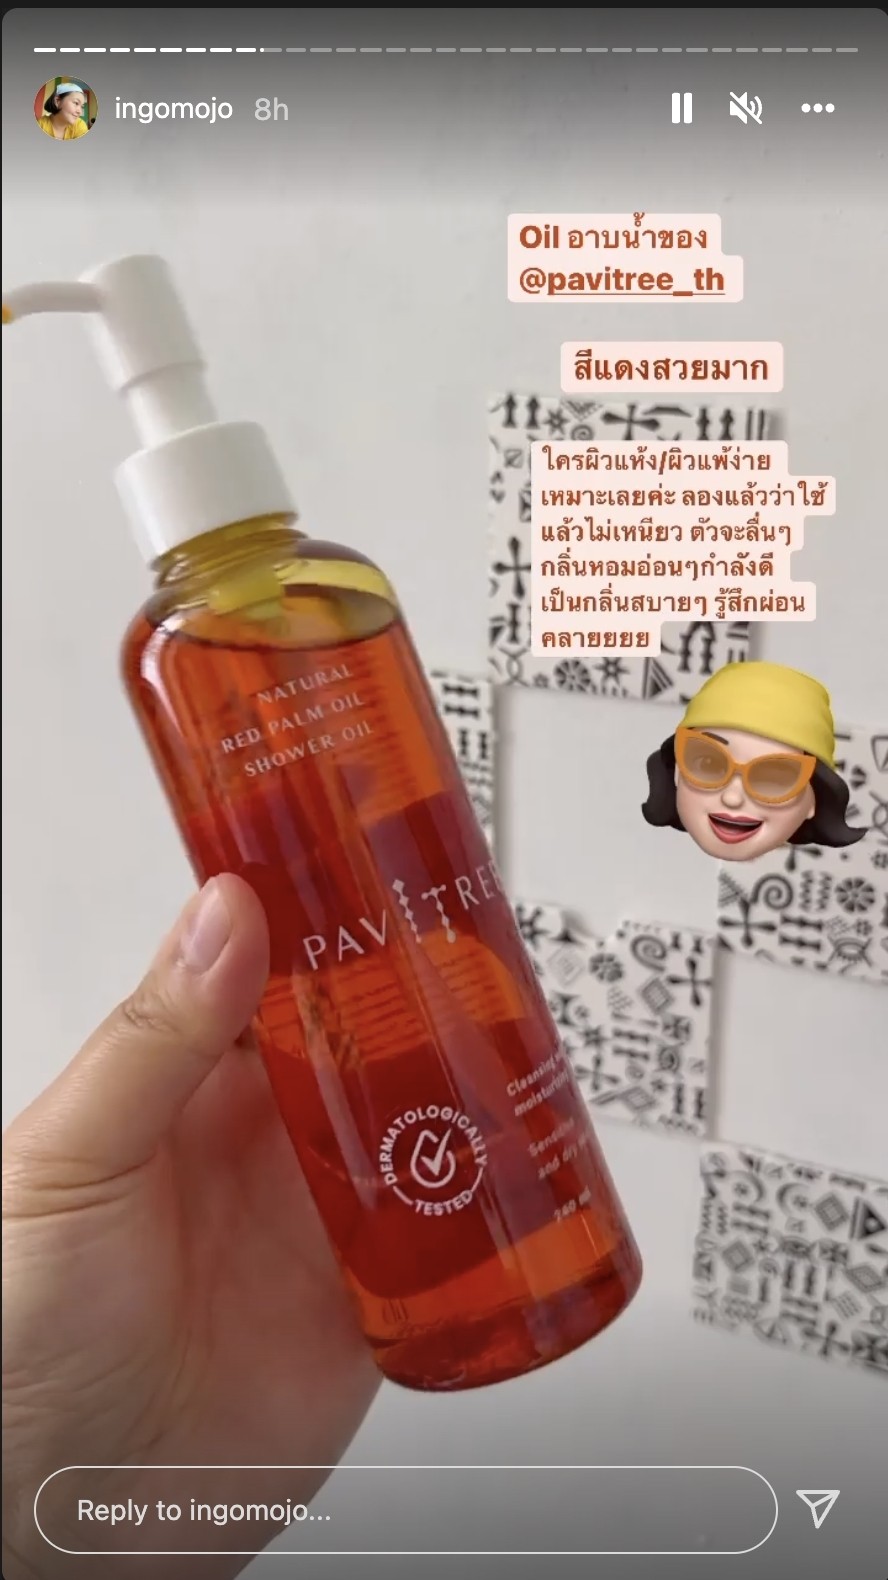 ingomojo 8h
Oil อาบน้ำของ
@pavitree_th
สีแดงสวยมาก
ใครผิวแห้ง/ผิวแพ้ง่าย
เหมาะเลยค่ะ ลองแล้วว่าใช้
แล้วไม่เหนียว ตัวจะลื่นๆ
กลิ่นหอมอ่อนๆกำลังดี
เป็นกลิ่นสบายๆ รู้สึกผ่อน
คลายยยย
NATURAL
RED PALM OIL
SHOWER OIL
PAVITREE
Cleansing
Sensitive
and dry
240 ml
DERMATOLOGICALLY
TESTED
Reply to ingomojo...